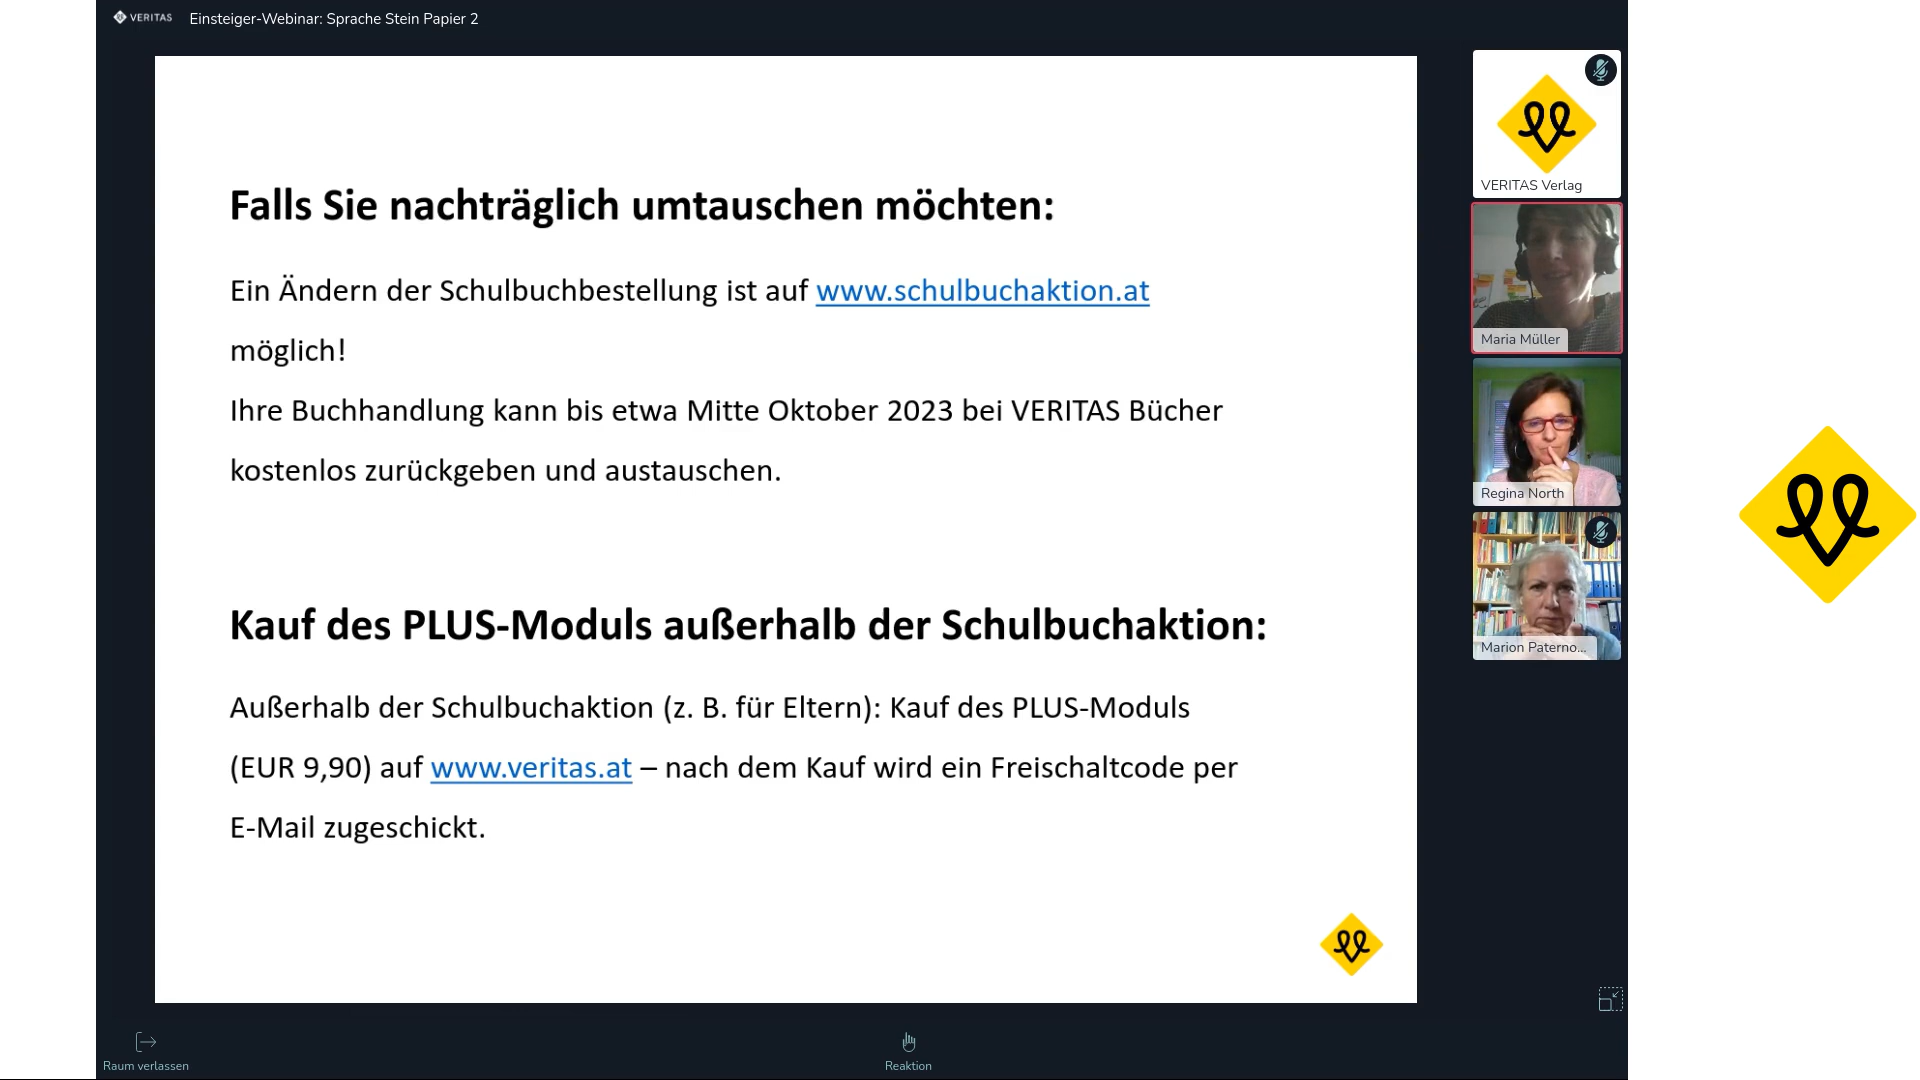 VERITAS
Einsteiger-Webinar: Sprache Stein Papier 2
Falls Sie nachträglich umtauschen möchten:
Ein Ändern der Schulbuchbestellung ist auf www.schulbuchaktion.at
möglich!
Ihre Buchhandlung kann bis etwa Mitte Oktober 2023 bei VERITAS Bücher
kostenlos zurückgeben und austauschen.
Kauf des PLUS-Moduls außerhalb der Schulbuchaktion:
Außerhalb der Schulbuchaktion (z. B. für Eltern): Kauf des PLUS-Moduls
(EUR 9,90) auf www.veritas.at – nach dem Kauf wird ein Freischaltcode per
E-Mail zugeschickt.
VERITAS Verlag
Maria Müller
Regina North
Marion Paterno...
Raum verlassen
Reaktion